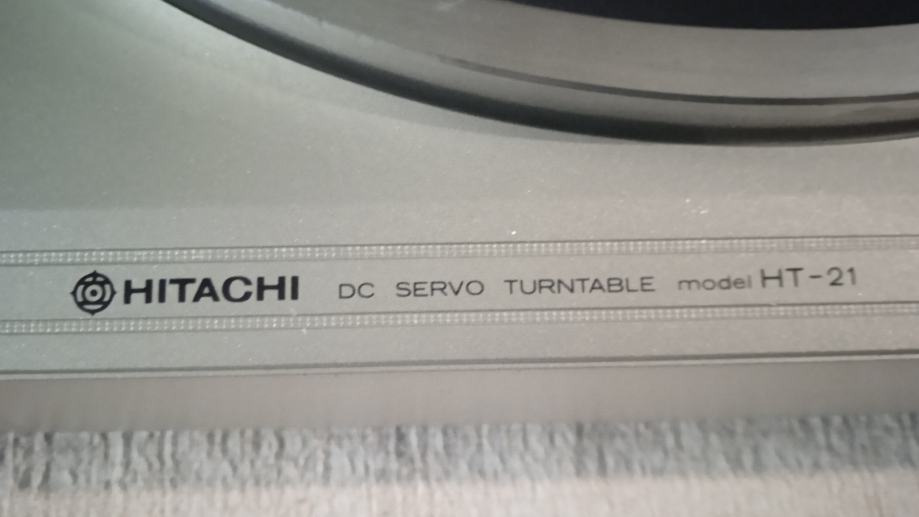 HITACHI DC SERVO TURNTABLE model HT-21